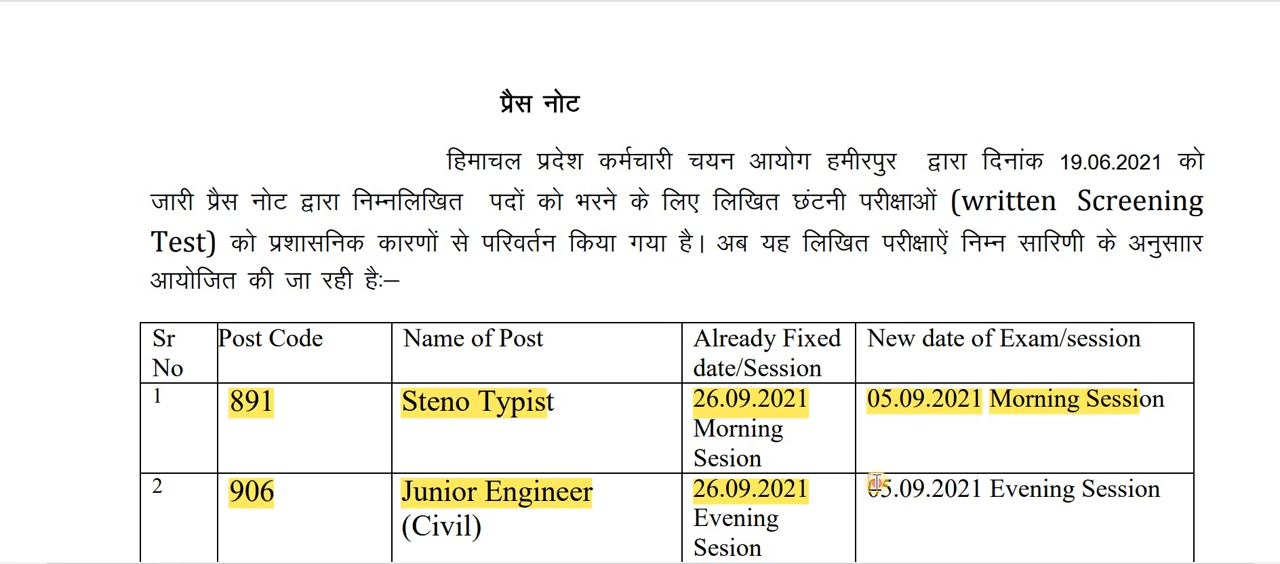 प्रैस नोट
हिमाचल प्रदेश कर्मचारी चयन आयोग हमीरपुर द्वारा दिनांक 19.06.2021 को
जारी प्रैस नोट द्वारा निम्नलिखित पदों को भरने के लिए लिखित छंटनी परीक्षाओं (written Screening
Test) को प्रशासनिक कारणों से परिवर्तन किया गया है। अब यह लिखित परीक्षाऐं निम्न सारिणी के अनुसाार
आयोजित की जा रही हैः–
Sr No Post Code Name of Post Already Fixed date/Session New date of Exam/session
1 891 Steno Typist 26.09.2021 Morning Sesion 05.09.2021 Morning Session
2 906 Junior Engineer (Civil) 26.09.2021 Evening Sesion 05.09.2021 Evening Session